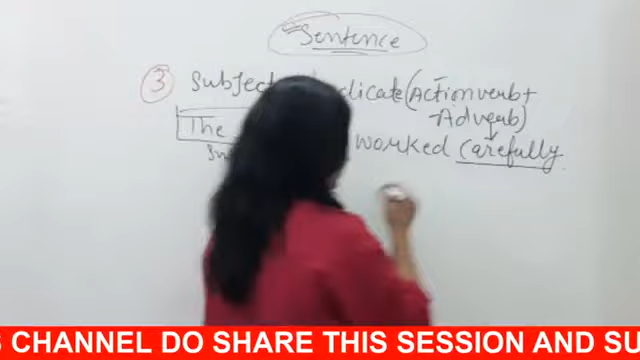 Sentence
③ Subject dicate (Action verb +
Adverb)
The worked carefully.
S CHANNEL DO SHARE THIS SESSION AND SU